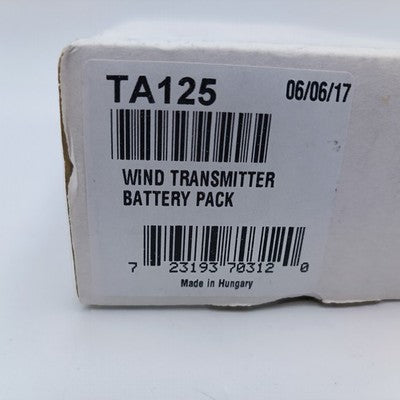 TA125 06/06/17
WIND TRANSMITTER
BATTERY PACK
7 23193 70312 0
Made in Hungary